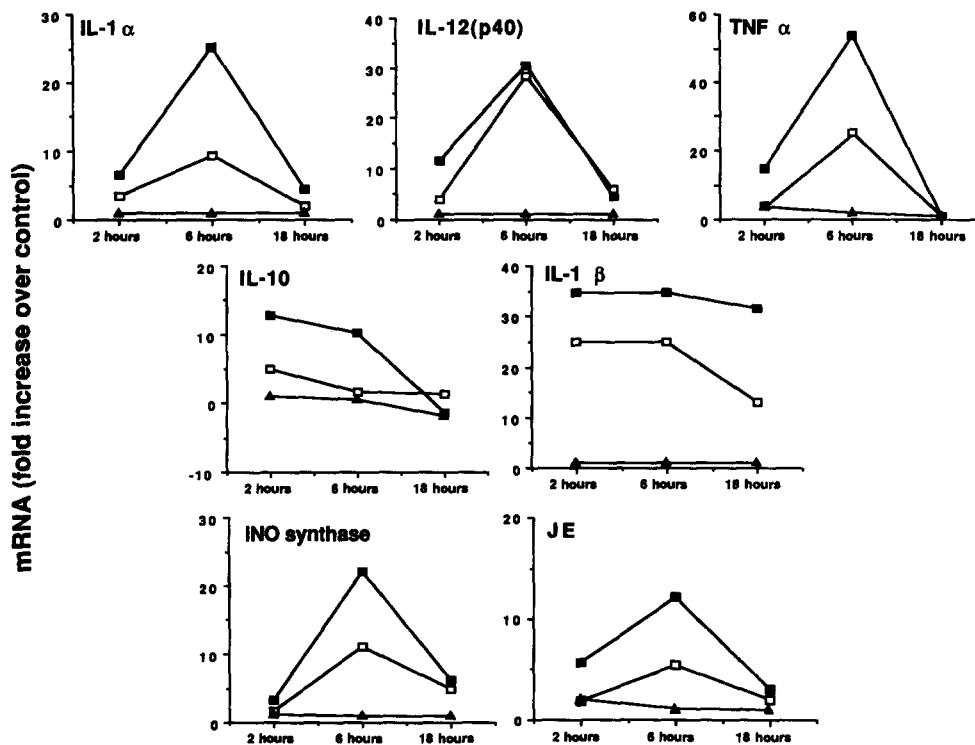 mRNA (fold increase over control)
IL-1 α
30
20
10
0
2 hours 6 hours 18 hours
IL-12(p40)
40
30
20
10
0
2 hours 6 hours 18 hours
TNF α
60
40
20
0
2 hours 6 hours 18 hours
IL-10
20
10
0
-10
2 hours 6 hours 18 hours
IL-1 β
40
30
20
10
0
2 hours 6 hours 18 hours
INO synthase
30
20
10
0
2 hours 6 hours 18 hours
JE
20
10
0
2 hours 6 hours 18 hours